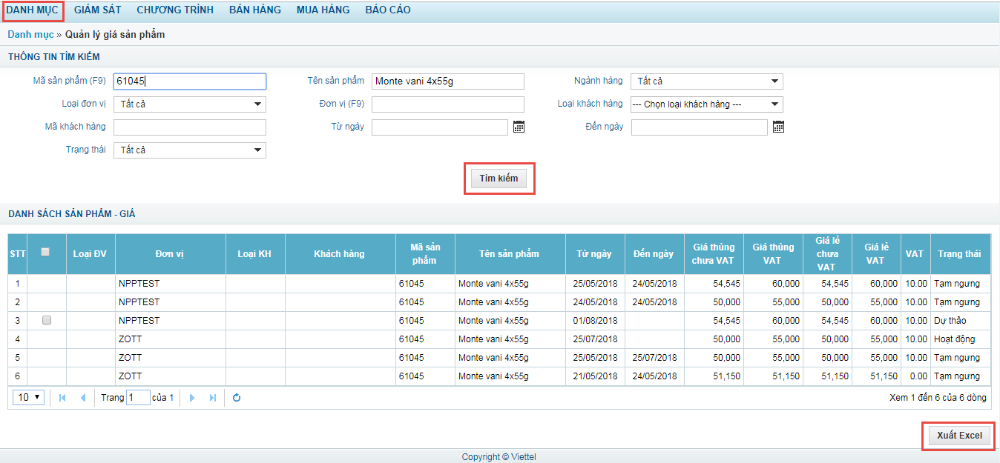 DANH MỤC GIÁM SÁT CHƯƠNG TRÌNH BÁN HÀNG MUA HÀNG BÁO CÁO
Danh mục » Quản lý giá sản phẩm
THÔNG TIN TÌM KIẾM
Mã sản phẩm (F9) 61045 Tên sản phẩm Monte vani 4x55g Ngành hàng Tất cả
Loại đơn vị Tất cả Đơn vị (F9) Loại khách hàng --- Chọn loại khách hàng ---
Mã khách hàng Từ ngày Đến ngày
Trạng thái Tất cả
Tìm kiếm
DANH SÁCH SẢN PHẨM - GIÁ
STT Loại ĐV Đơn vị Loại KH Khách hàng Mã sản phẩm Tên sản phẩm Từ ngày Đến ngày Giá thùng chưa VAT Giá thùng VAT Giá lẻ chưa VAT Giá lẻ VAT VAT Trạng thái
1 NPPTEST 61045 Monte vani 4x55g 25/05/2018 24/05/2018 54,545 60,000 54,545 60,000 10.00 Tạm ngưng
2 NPPTEST 61045 Monte vani 4x55g 24/05/2018 24/05/2018 50,000 55,000 50,000 55,000 10.00 Tạm ngưng
3 NPPTEST 61045 Monte vani 4x55g 01/08/2018 54,545 60,000 54,545 60,000 10.00 Dự thảo
4 ZOTT 61045 Monte vani 4x55g 25/07/2018 50,000 55,000 50,000 55,000 10.00 Hoạt động
5 ZOTT 61045 Monte vani 4x55g 25/05/2018 25/07/2018 50,000 55,000 50,000 55,000 10.00 Tạm ngưng
6 ZOTT 61045 Monte vani 4x55g 21/05/2018 24/05/2018 51,150 51,150 51,150 51,150 0.00 Tạm ngưng
10 Trang 1 của 1 Xem 1 đến 6 của 6 dòng
Xuất Excel
Copyright © Viettel